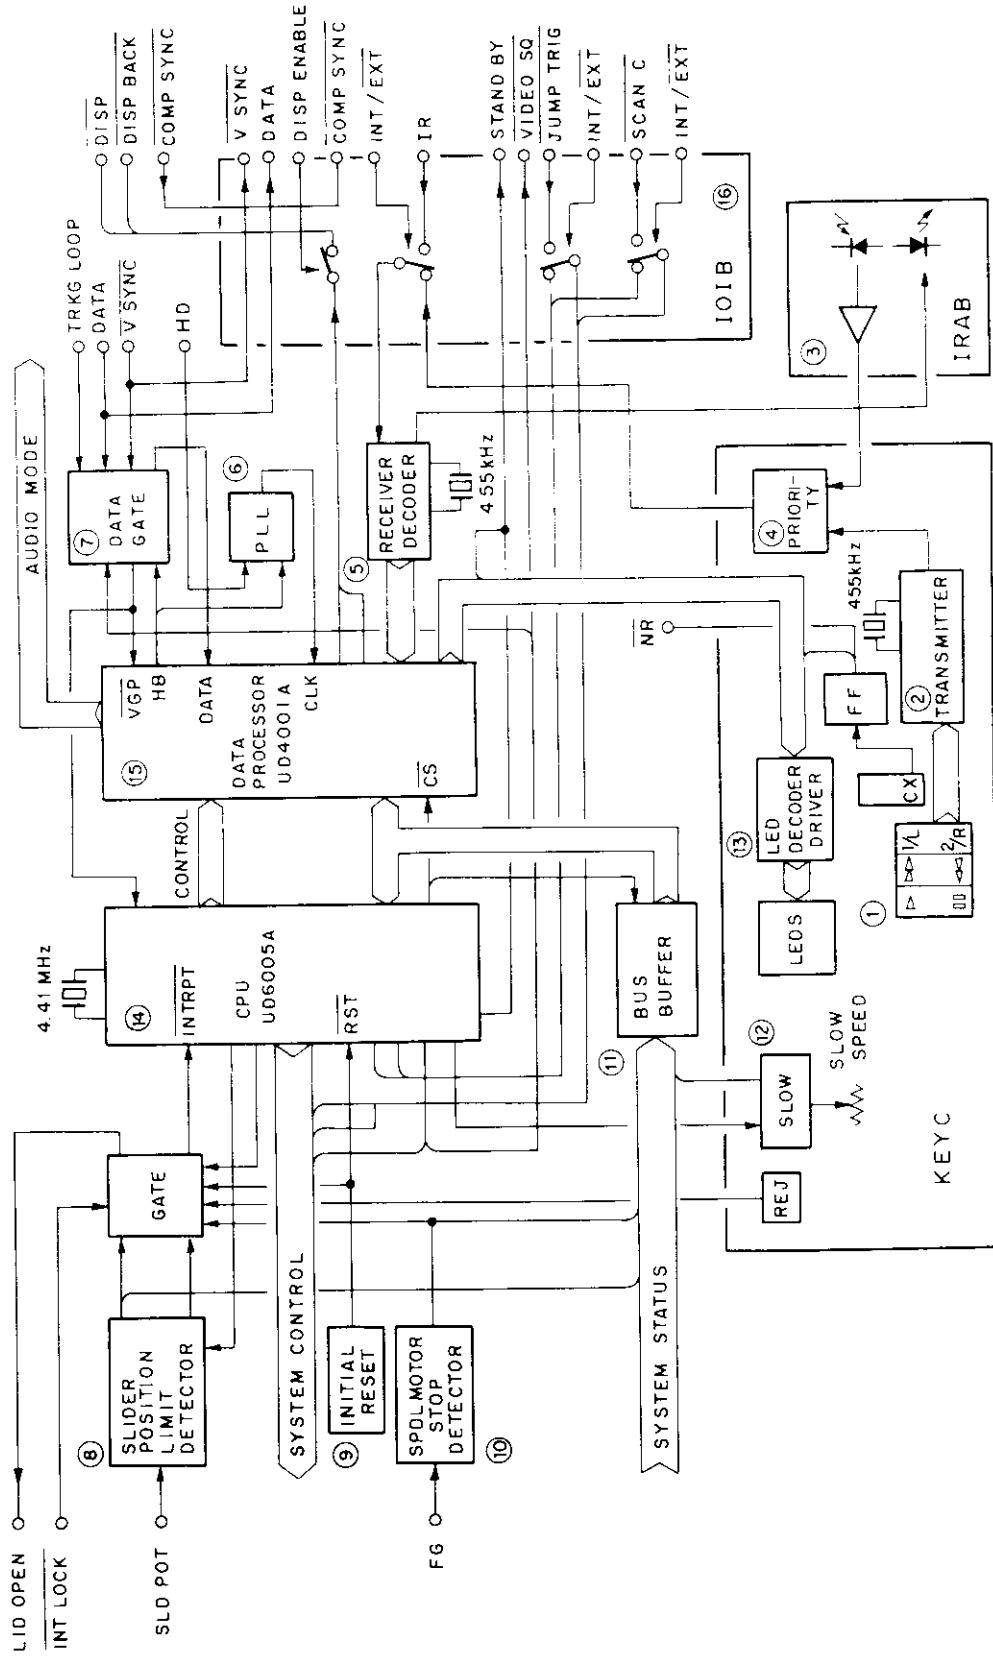 LID OPEN
INT LOCK
SLD POT
FG
8
SLIDER
POSITION
LIMIT
DETECTOR
SYSTEM CONTROL
9
INITIAL
RESET
SPDLMOTOR
STOP
DETECTOR
10
SYSTEM STATUS
GATE
REJ
KEYC
4.41 MHz
14
INTRPT
CPU
UD6005A
RST
11
BUS
BUFFER
12
SLOW
SLOW
SPEED
CONTROL
AUDIO MODE
15
VGP
HB
DATA
DATA
PROCESSOR
UD4001A
CLK
CS
13
LED
DECODER
DRIVER
LEDS
1
1/L
2/R
CX
FF
NR
2
TRANSMITTER
455kHz
4
PRIORI-
TY
7
DATA
GATE
6
PLL
5
RECEIVER
DECODER
455kHz
TRKG LOOP
DATA
V SYNC
HD
3
IRAB
IOIB
16
DISP
DISP BACK
COMP SYNC
V SYNC
DATA
DISP ENABLE
COMP SYNC
INT/EXT
IR
STAND BY
VIDEO SQ
JUMP TRIG
INT/EXT
SCAN C
INT/EXT